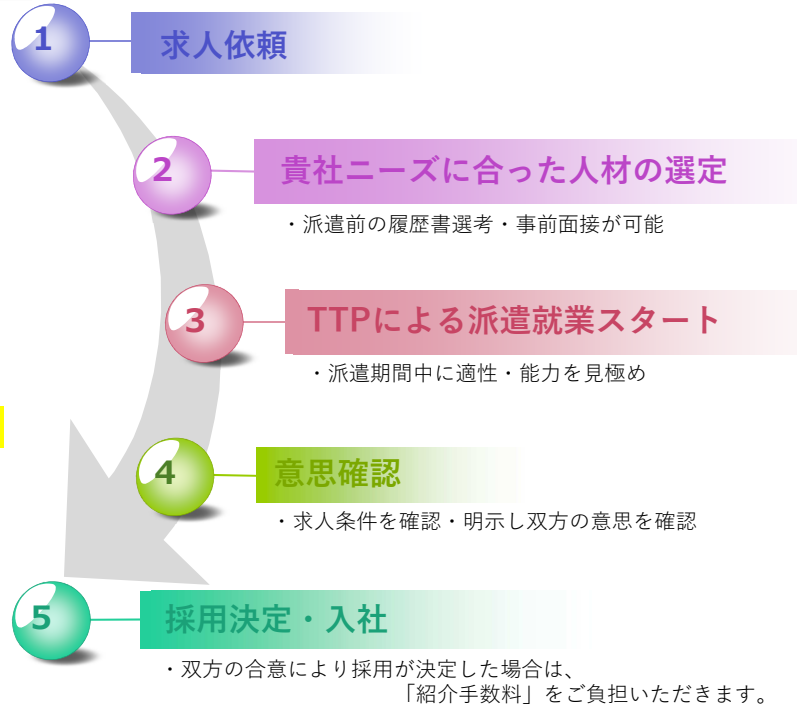 1
求人依頼
2
貴社ニーズに合った人材の選定
・派遣前の履歴書選考・事前面接が可能
3
TTPによる派遣就業スタート
・派遣期間中に適性・能力を見極め
4
意思確認
・求人条件を確認・明示し双方の意思を確認
5
採用決定・入社
・双方の合意により採用が決定した場合は、
「紹介手数料」をご負担いただきます。